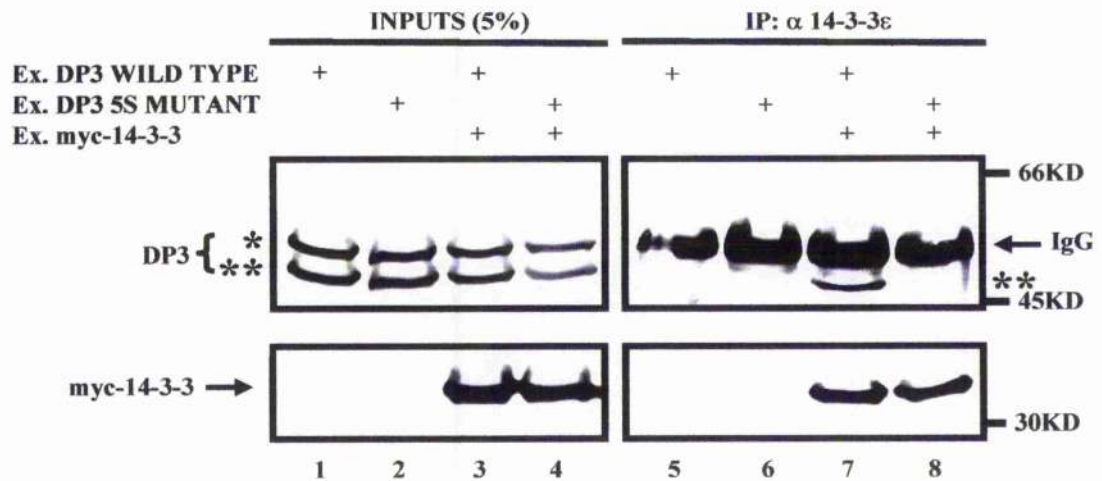 INPUTS (5%) IP: α 14-3-3ε
Ex. DP3 WILD TYPE + + + +
Ex. DP3 5S MUTANT + + + +
Ex. myc-14-3-3 + + + +
66KD
DP3 { * IgG
** **
45KD
myc-14-3-3
30KD
1 2 3 4 5 6 7 8